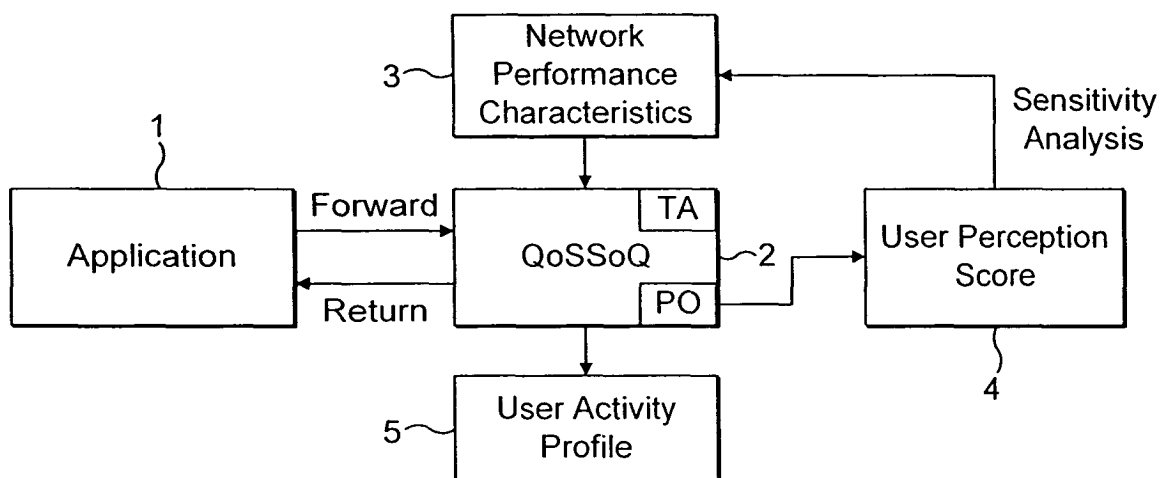 Network
Performance
Characteristics
3
Sensitivity
Analysis
1
Application
Forward
Return
TA
QoSSoQ
PO
2
User Perception
Score
4
User Activity
Profile
5